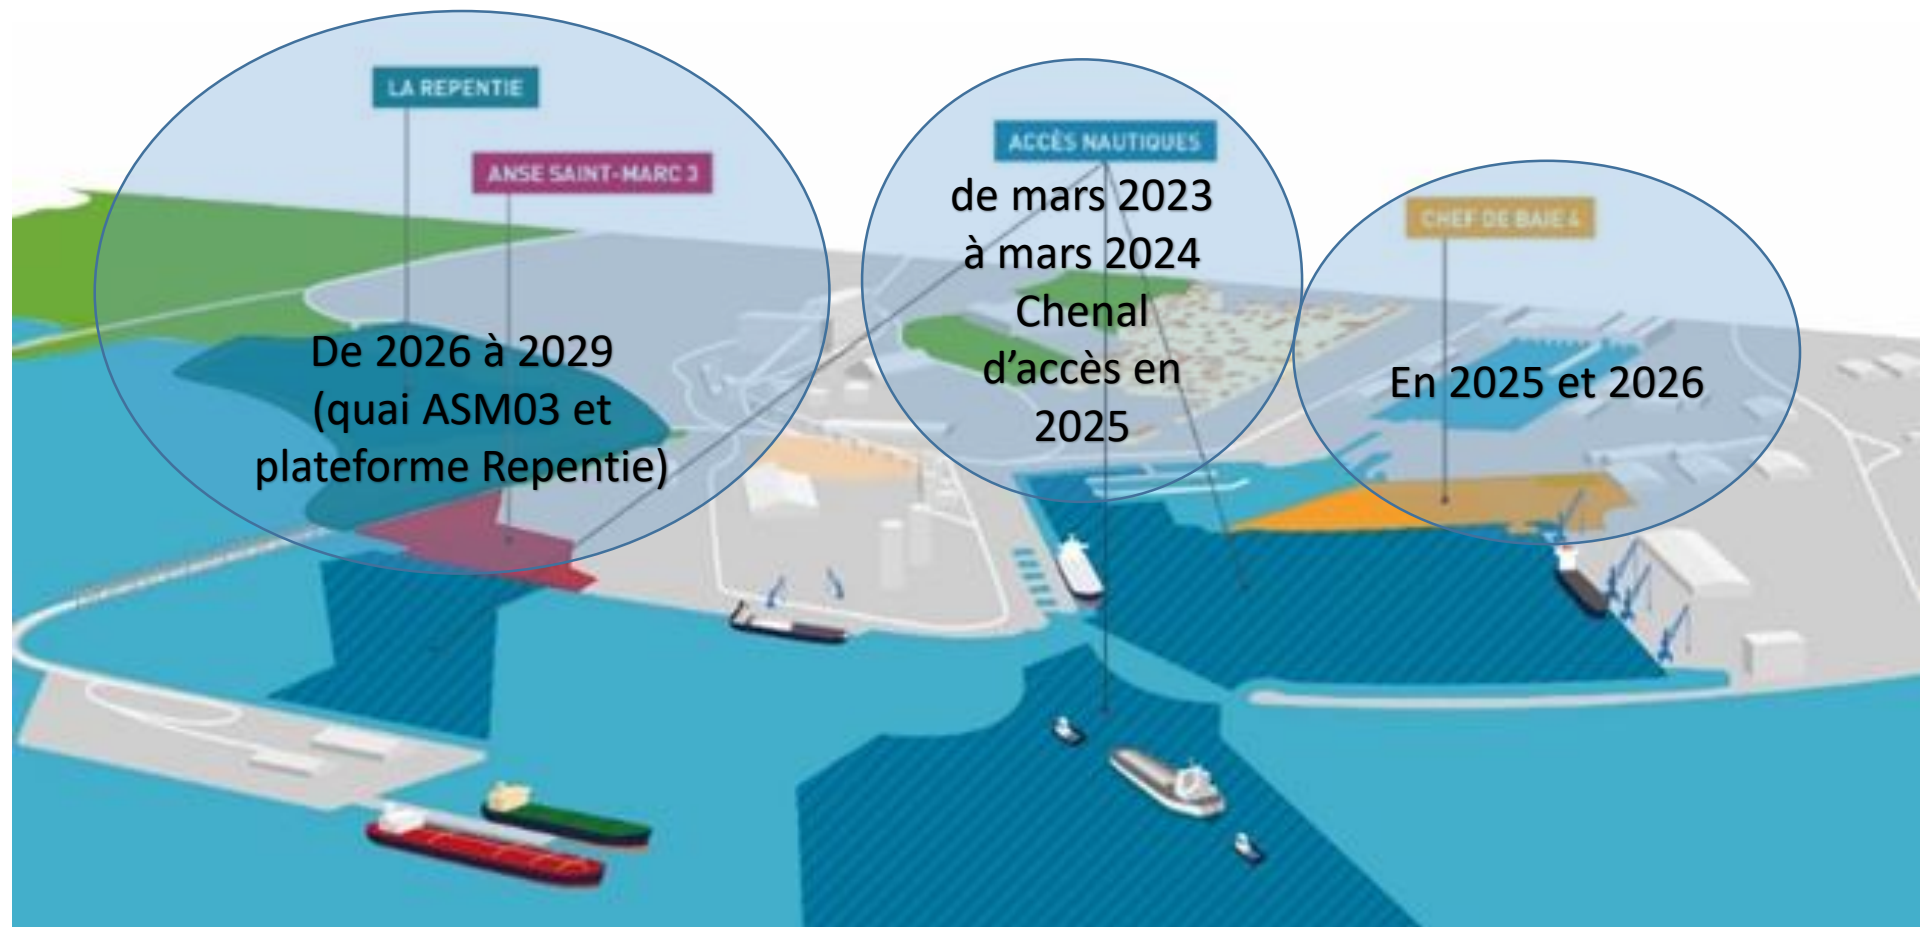 LA REPENTIE
ANSE SAINT-MARC 3
De 2026 à 2029
(quai ASM03 et
plateforme Repentie)
ACCÈS NAUTIQUES
de mars 2023
à mars 2024
Chenal
d’accès en
2025
CHEF DE BAIE 4
En 2025 et 2026